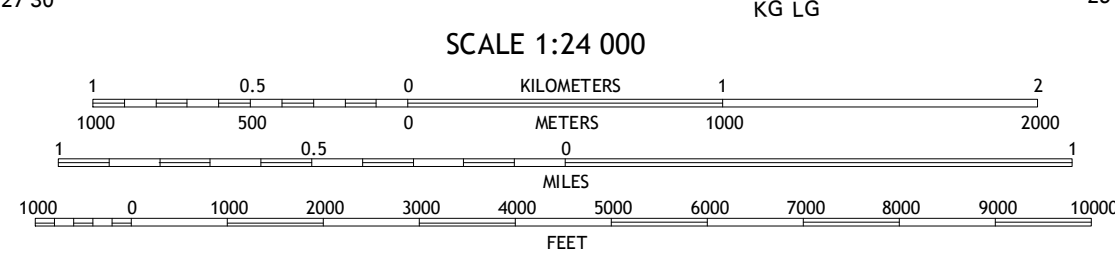 27'30"
KG LG
SCALE 1:24 000
1 0.5 0 KILOMETERS 1 2
1000 500 0 METERS 1000 2000
1 0.5 0 1
MILES
1000 0 1000 2000 3000 4000 5000 6000 7000 8000 9000 10000
FEET